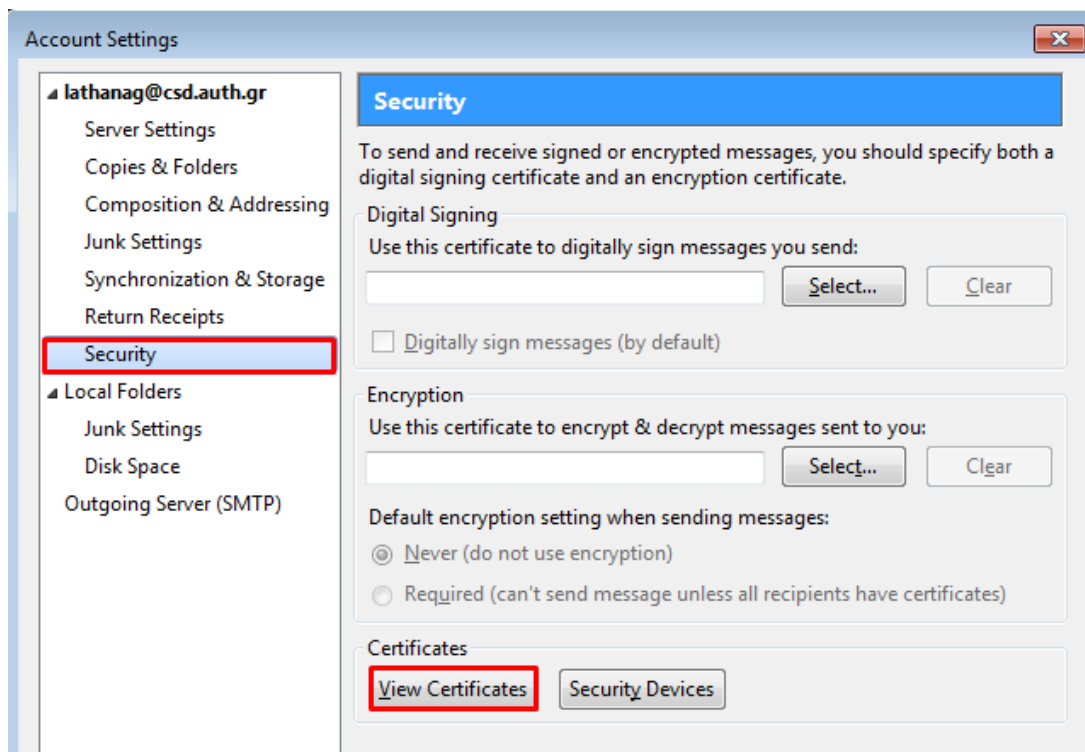 Account Settings
lathanag@csd.auth.gr
Server Settings
Copies & Folders
Composition & Addressing
Junk Settings
Synchronization & Storage
Return Receipts
Security
Local Folders
Junk Settings
Disk Space
Outgoing Server (SMTP)
Security
To send and receive signed or encrypted messages, you should specify both a
digital signing certificate and an encryption certificate.
Digital Signing
Use this certificate to digitally sign messages you send:
Select... Clear
Digitally sign messages (by default)
Encryption
Use this certificate to encrypt & decrypt messages sent to you:
Select... Clear
Default encryption setting when sending messages:
Never (do not use encryption)
Required (can't send message unless all recipients have certificates)
Certificates
View Certificates Security Devices